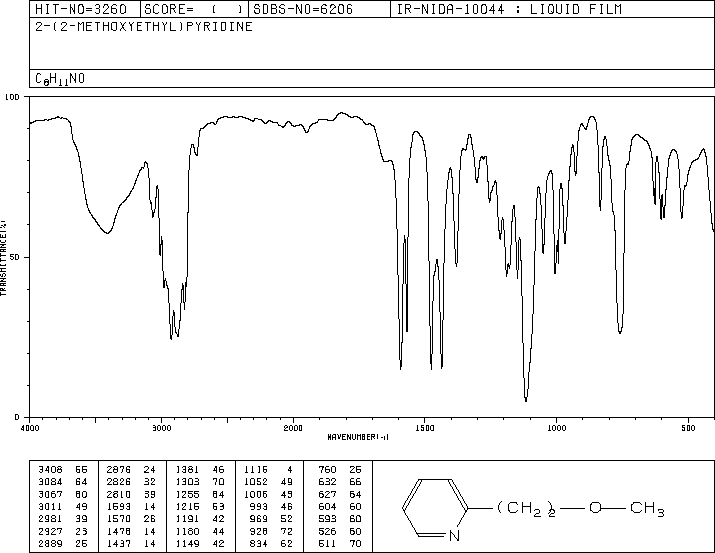 HIT-NO=3260 SCORE= ( ) SDBS-NO=6206 IR-NIDA-10044 : LIQUID FILM
2-(2-METHOXYETHYL)PYRIDINE
C8H11NO
100
50
0
TRANSMITTANCE(%)
4000 3000 2000 1500 1000 500
WAVENUMBER(-1)
3408 55 2876 24 1381 46 1116 4 760 25
3084 64 2826 32 1303 70 1052 49 632 66
3067 60 2810 39 1255 64 1006 43 627 64
3011 49 1593 14 1215 53 993 46 604 60
2981 39 1570 26 1191 42 969 52 593 60
2927 23 1478 14 1180 44 928 72 526 60
2889 25 1437 14 1149 42 834 62 511 70
N (CH2)2 O CH3